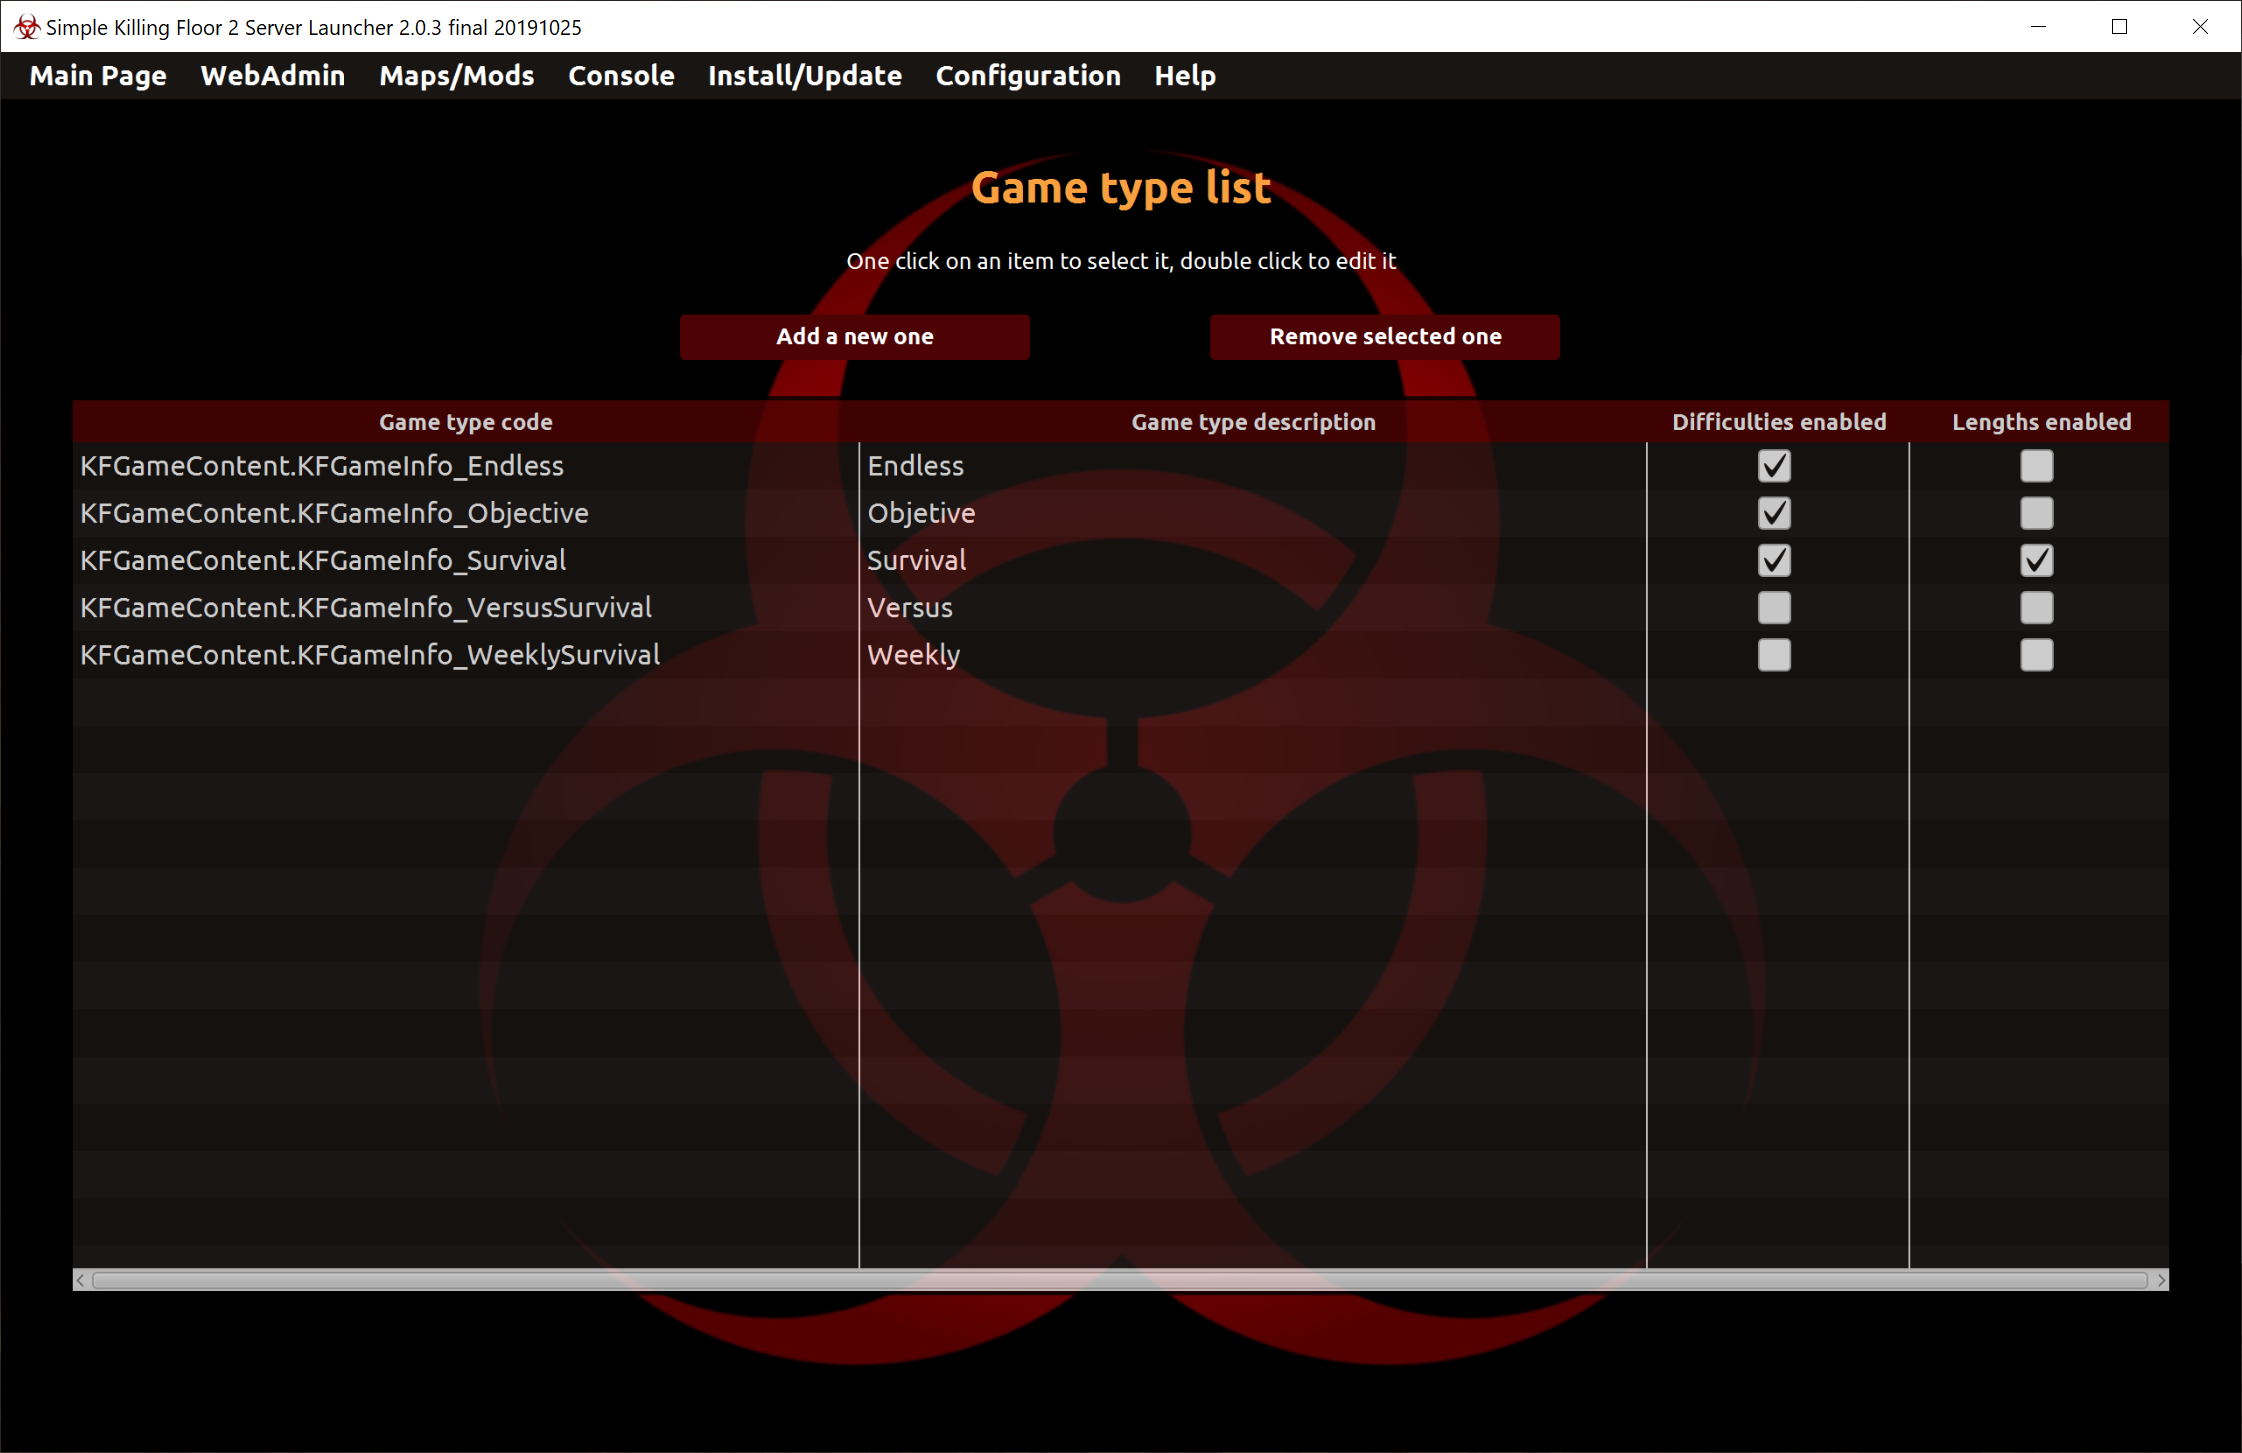 Simple Killing Floor 2 Server Launcher 2.0.3 final 20191025
Main Page WebAdmin Maps/Mods Console Install/Update Configuration Help
Game type list
One click on an item to select it, double click to edit it
Add a new one Remove selected one
Game type code Game type description Difficulties enabled Lengths enabled
KFGameContent.KFGameInfo_Endless Endless
KFGameContent.KFGameInfo_Objective Objetive
KFGameContent.KFGameInfo_Survival Survival
KFGameContent.KFGameInfo_VersusSurvival Versus
KFGameContent.KFGameInfo_WeeklySurvival Weekly